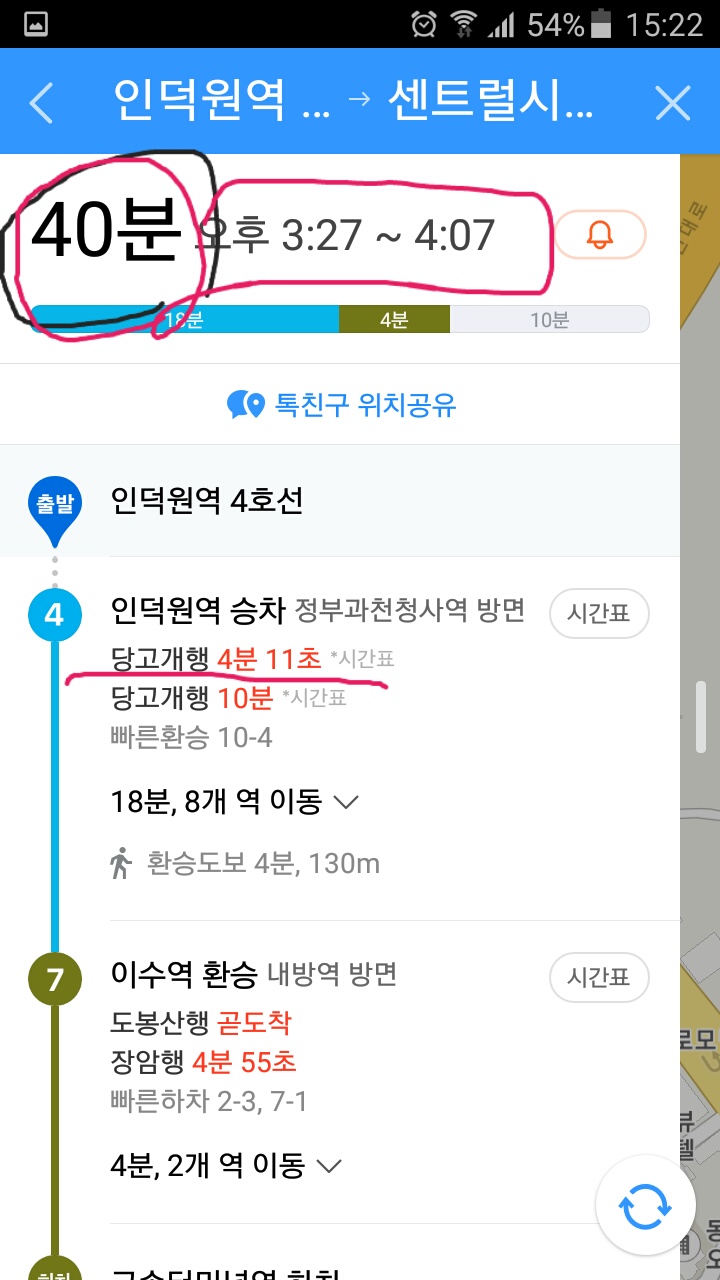 54% 15:22
인덕원역 ... → 센트럴시...
40분 오후 3:27 ~ 4:07
18분 4분 10분
톡친구 위치공유
출발 인덕원역 4호선
4 인덕원역 승차 정부과천청사역 방면 시간표
당고개행 4분 11초 *시간표
당고개행 10분 *시간표
빠른환승 10-4
18분, 8개 역 이동
환승도보 4분, 130m
7 이수역 환승 내방역 방면 시간표
도봉산행 곧도착
장암행 4분 55초
빠른하차 2-3, 7-1
4분, 2개 역 이동